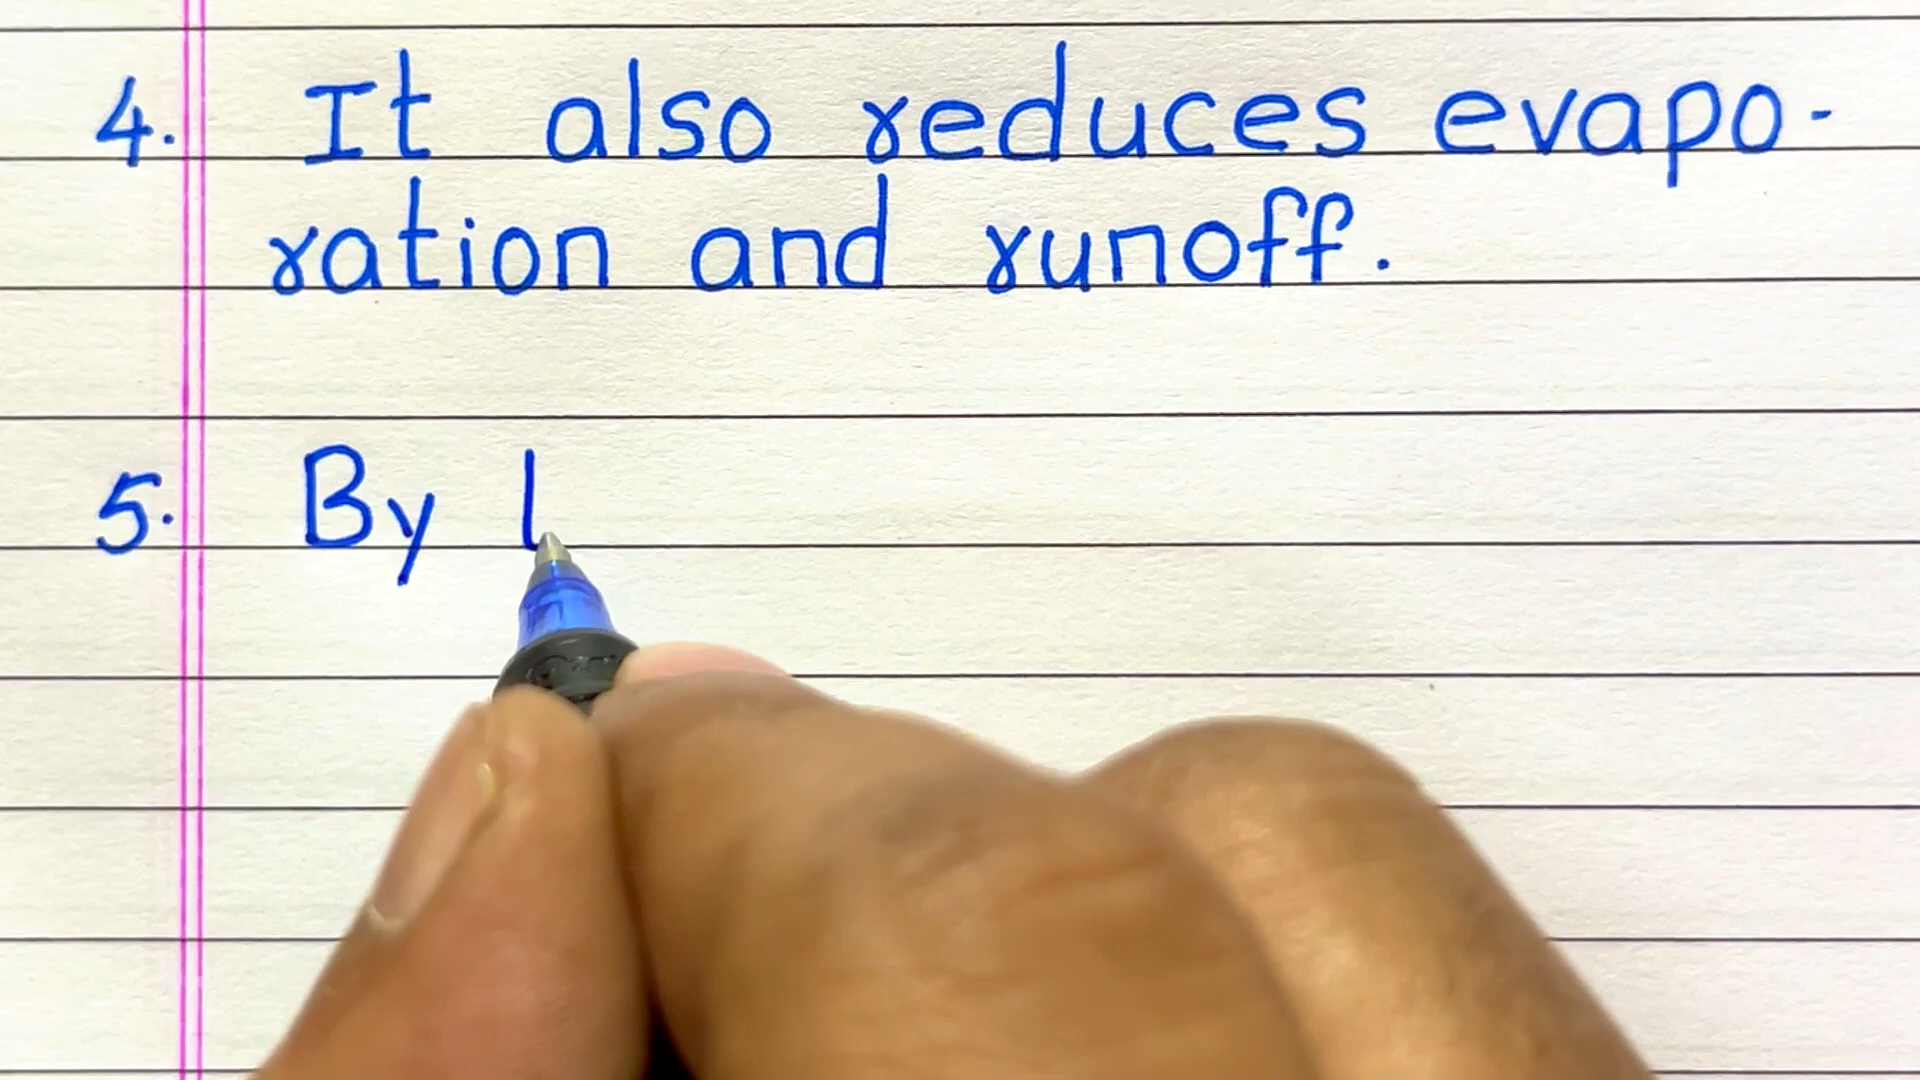 4. It also reduces evapo-
ration and runoff.
5. By